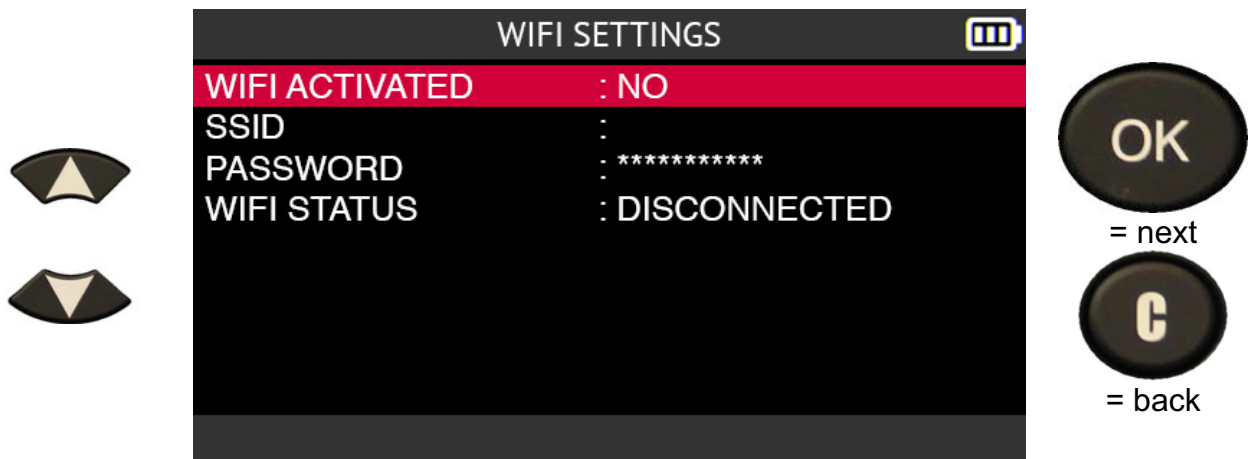 WIFI SETTINGS
WIFI ACTIVATED : NO
SSID :
PASSWORD : ***********
WIFI STATUS : DISCONNECTED
OK
= next
C
= back